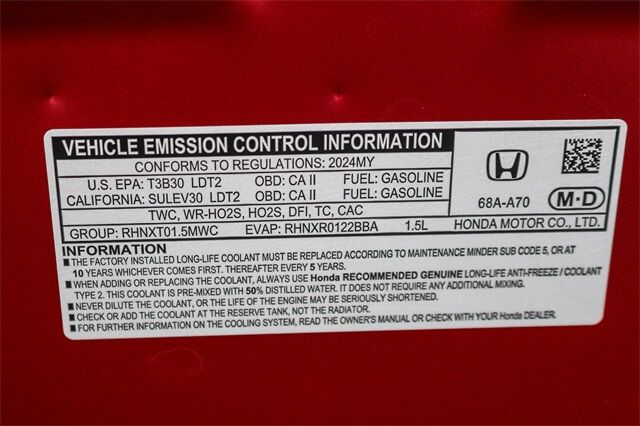 VEHICLE EMISSION CONTROL INFORMATION
CONFORMS TO REGULATIONS: 2024MY
U.S. EPA: T3B30 LDT2 OBD: CA II FUEL: GASOLINE
CALIFORNIA: SULEV30 LDT2 OBD: CA II FUEL: GASOLINE
TWC, WR-HO2S, HO2S, DFI, TC, CAC
GROUP: RHNXT01.5MWC EVAP: RHNXR0122BBA 1.5L
68A-A70 M·D
HONDA MOTOR CO., LTD.
INFORMATION
■ THE FACTORY INSTALLED LONG-LIFE COOLANT MUST BE REPLACED ACCORDING TO MAINTENANCE MINDER SUB CODE 5, OR AT
10 YEARS WHICHEVER COMES FIRST. THEREAFTER EVERY 5 YEARS.
■ WHEN ADDING OR REPLACING THE COOLANT, ALWAYS USE Honda RECOMMENDED GENUINE LONG-LIFE ANTI-FREEZE / COOLANT
TYPE 2. THIS COOLANT IS PRE-MIXED WITH 50% DISTILLED WATER. IT DOES NOT REQUIRE ANY ADDITIONAL MIXING.
■ NEVER DILUTE THE COOLANT, OR THE LIFE OF THE ENGINE MAY BE SERIOUSLY SHORTENED.
■ ADD COOLANT AT THE RESERVE TANK, NOT THE RADIATOR.
■ FOR FURTHER INFORMATION ON THE COOLING SYSTEM, READ THE OWNER'S MANUAL OR CHECK WITH YOUR Honda DEALER.